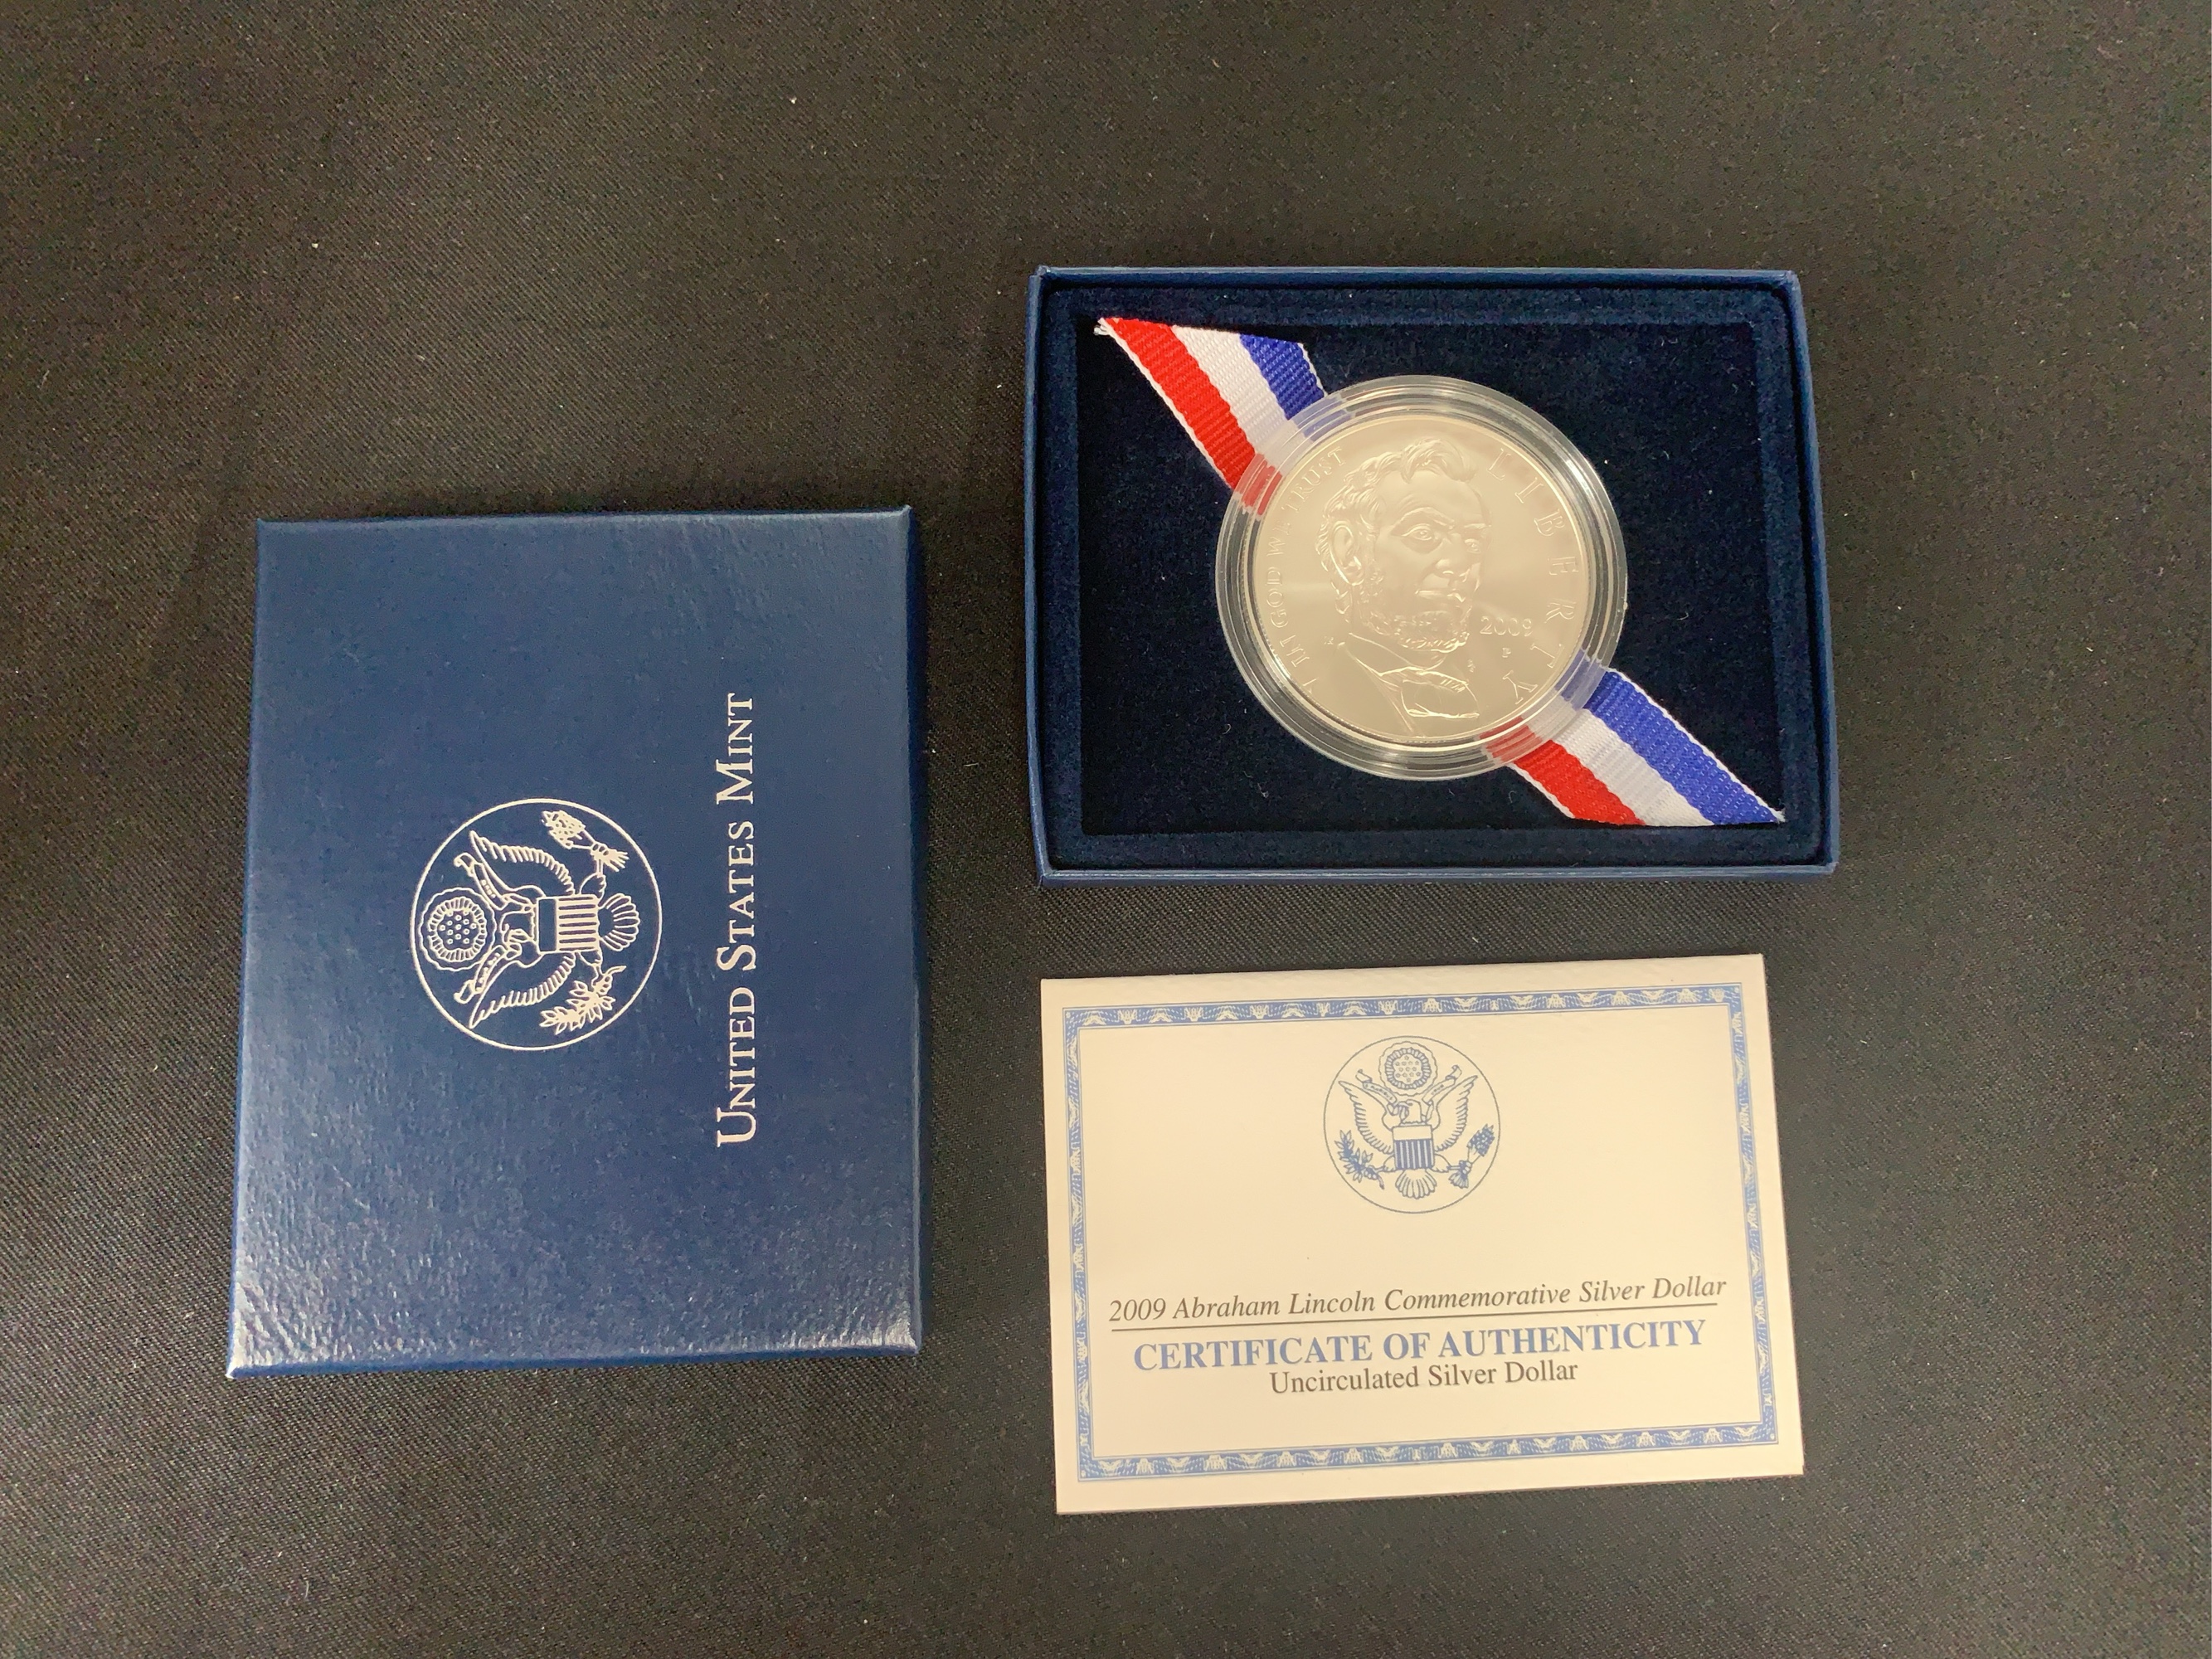 UNITED STATES MINT
IN GOD WE TRUST
LIBERTY
2009
P
2009 Abraham Lincoln Commemorative Silver Dollar
CERTIFICATE OF AUTHENTICITY
Uncirculated Silver Dollar